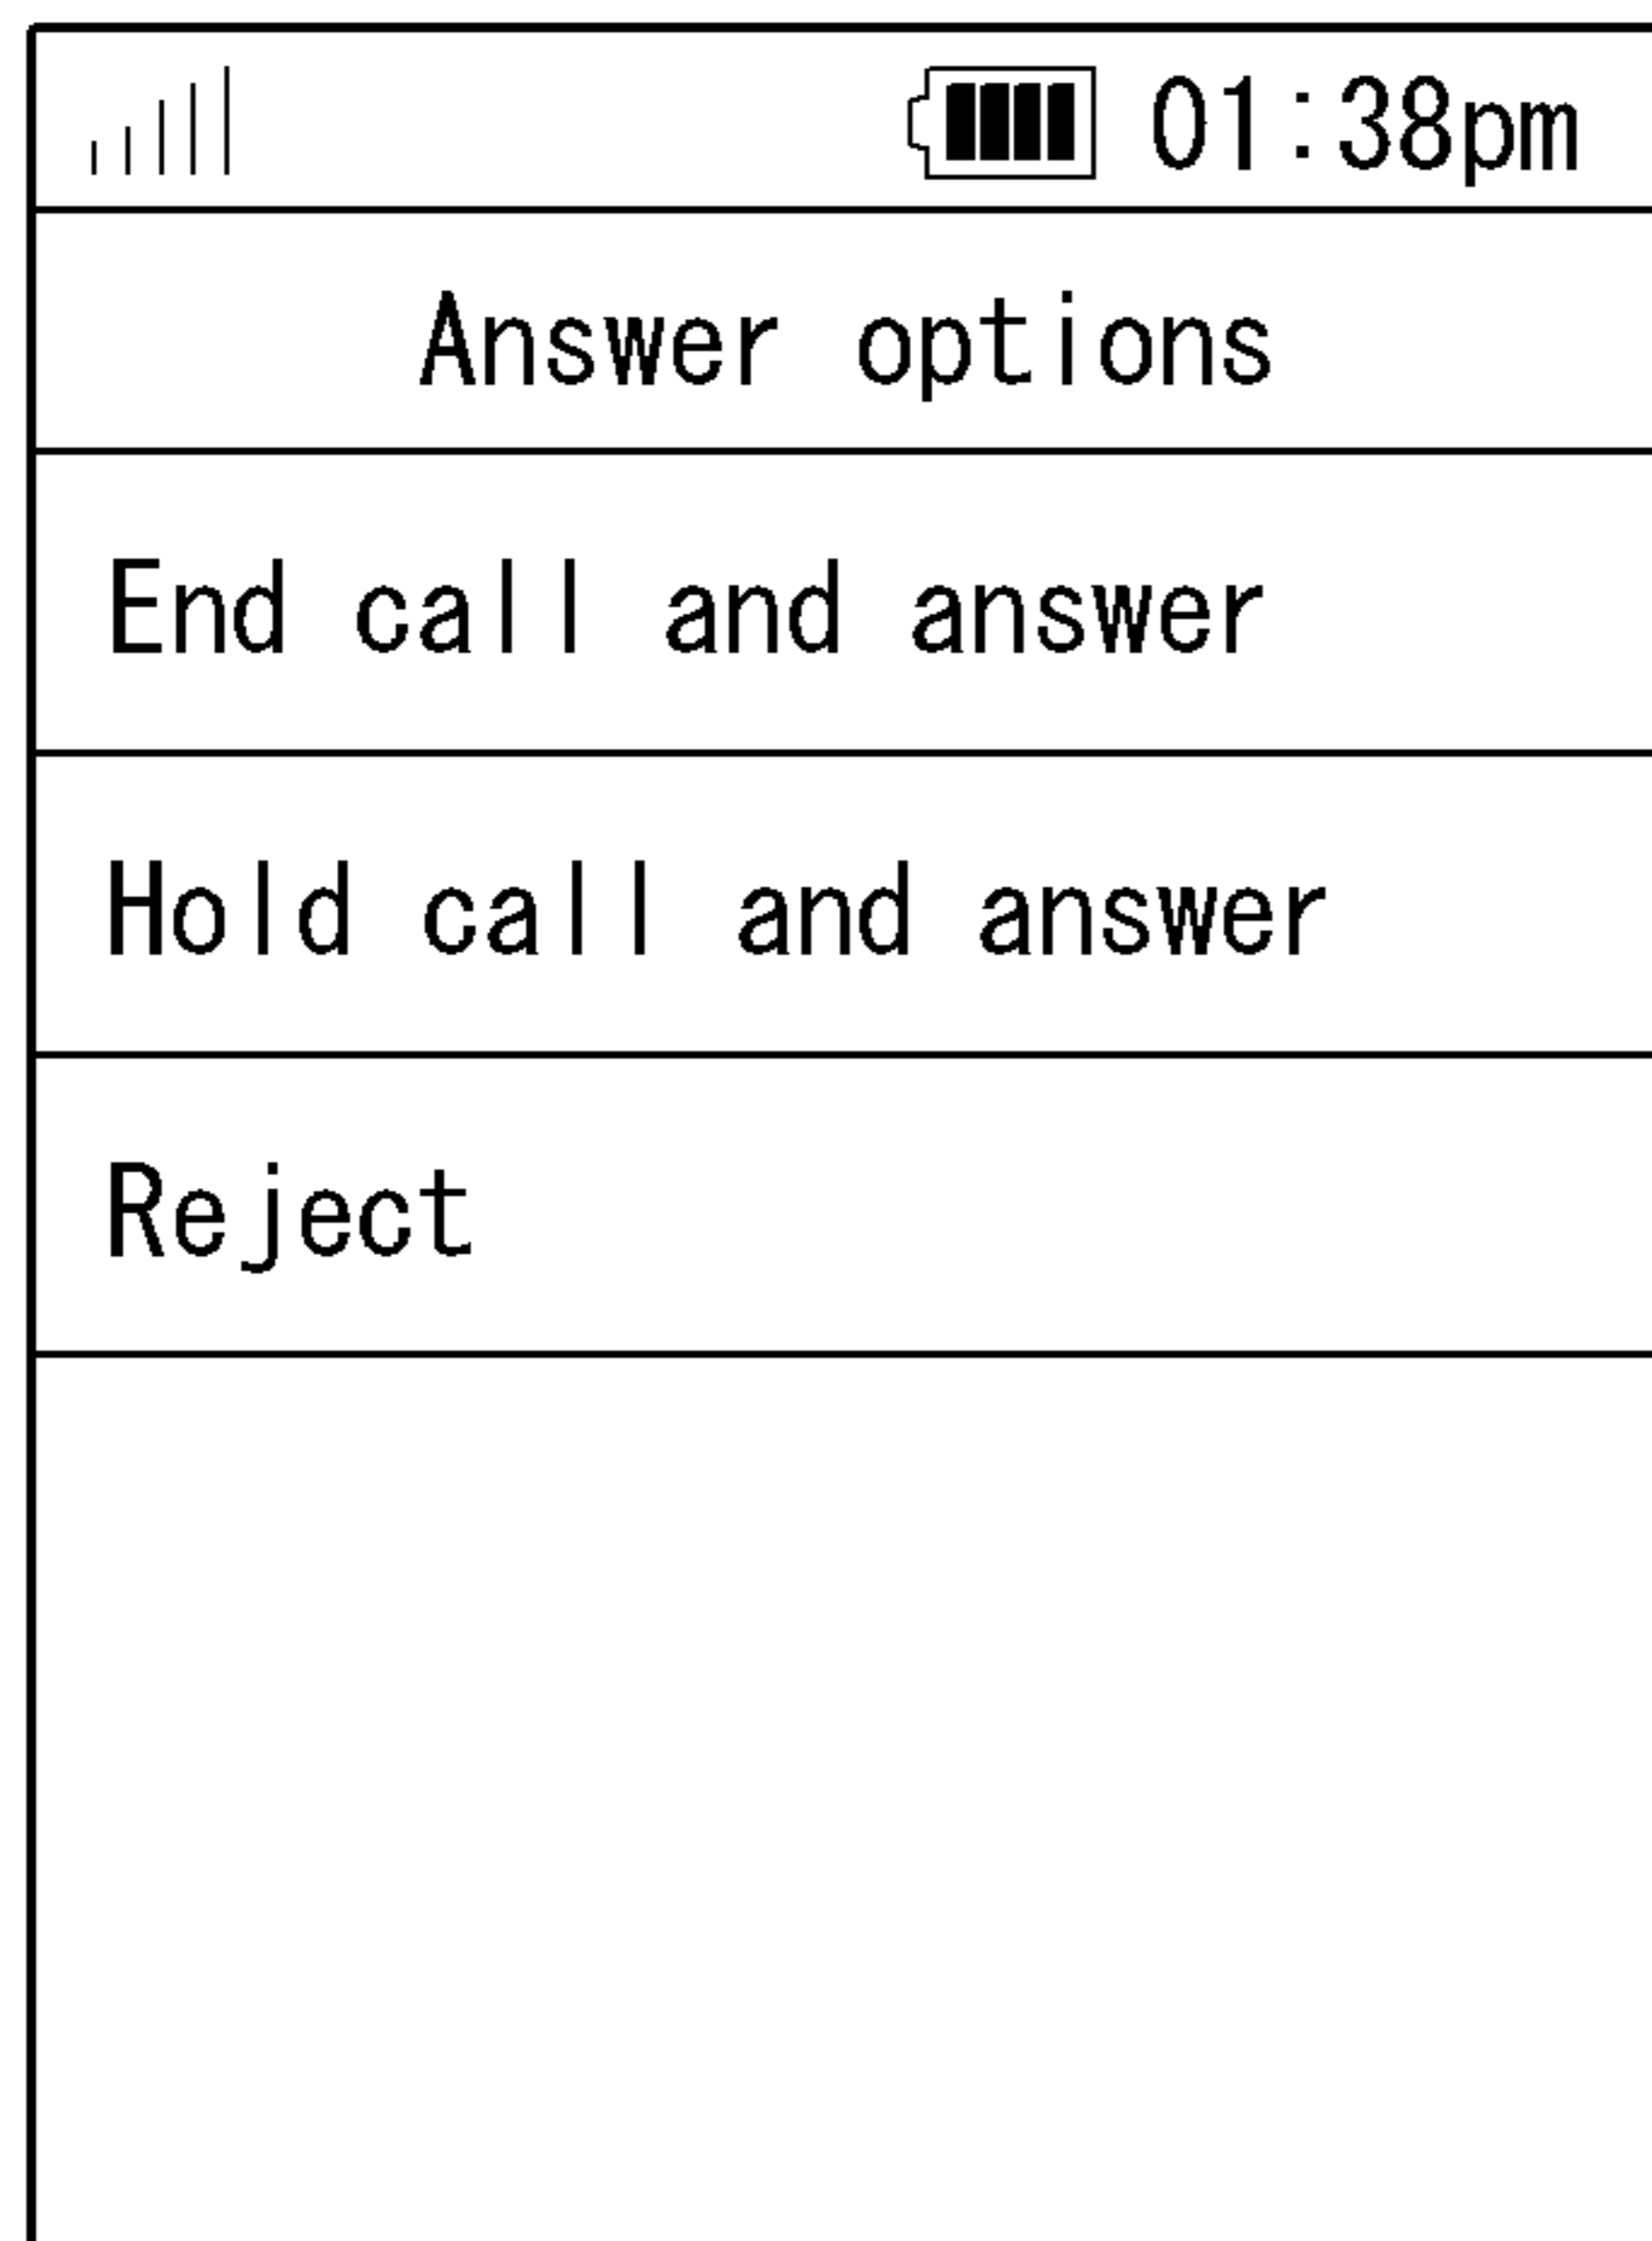 01:38pm
Answer options
End call and answer
Hold call and answer
Reject